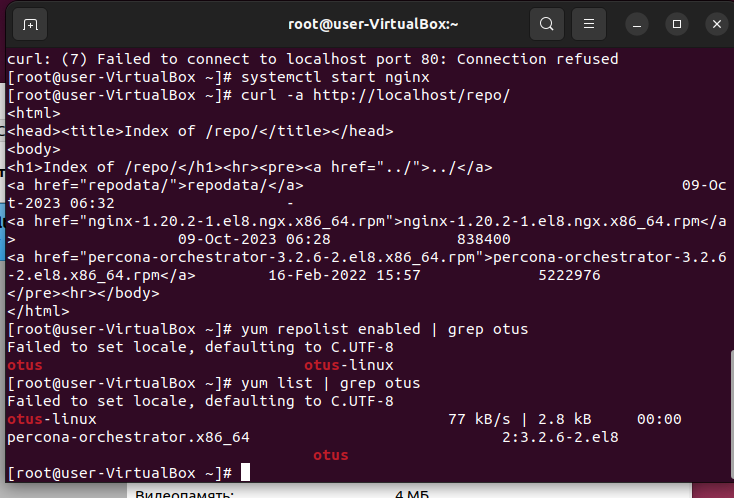 root@user-VirtualBox:~
curl: (7) Failed to connect to localhost port 80: Connection refused
[root@user-VirtualBox ~]# systemctl start nginx
[root@user-VirtualBox ~]# curl -a http://localhost/repo/
<html>
<head><title>Index of /repo/</title></head>
<body>
<h1>Index of /repo/</h1><hr><pre><a href="../">../</a>
<a href="repodata/">repodata/</a>                                          09-Oc
t-2023 06:32                   -
<a href="nginx-1.20.2-1.el8.ngx.x86_64.rpm">nginx-1.20.2-1.el8.ngx.x86_64.rpm</a
>                  09-Oct-2023 06:28              838400
<a href="percona-orchestrator-3.2.6-2.el8.x86_64.rpm">percona-orchestrator-3.2.6
-2.el8.x86_64.rpm</a>        16-Feb-2022 15:57             5222976
</pre><hr></body>
</html>
[root@user-VirtualBox ~]# yum repolist enabled | grep otus
Failed to set locale, defaulting to C.UTF-8
otus                                otus-linux
[root@user-VirtualBox ~]# yum list | grep otus
Failed to set locale, defaulting to C.UTF-8
otus-linux                                       77 kB/s | 2.8 kB     00:00
percona-orchestrator.x86_64                            2:3.2.6-2.el8
                                  otus
[root@user-VirtualBox ~]#
Видеопамять:                4 МБ